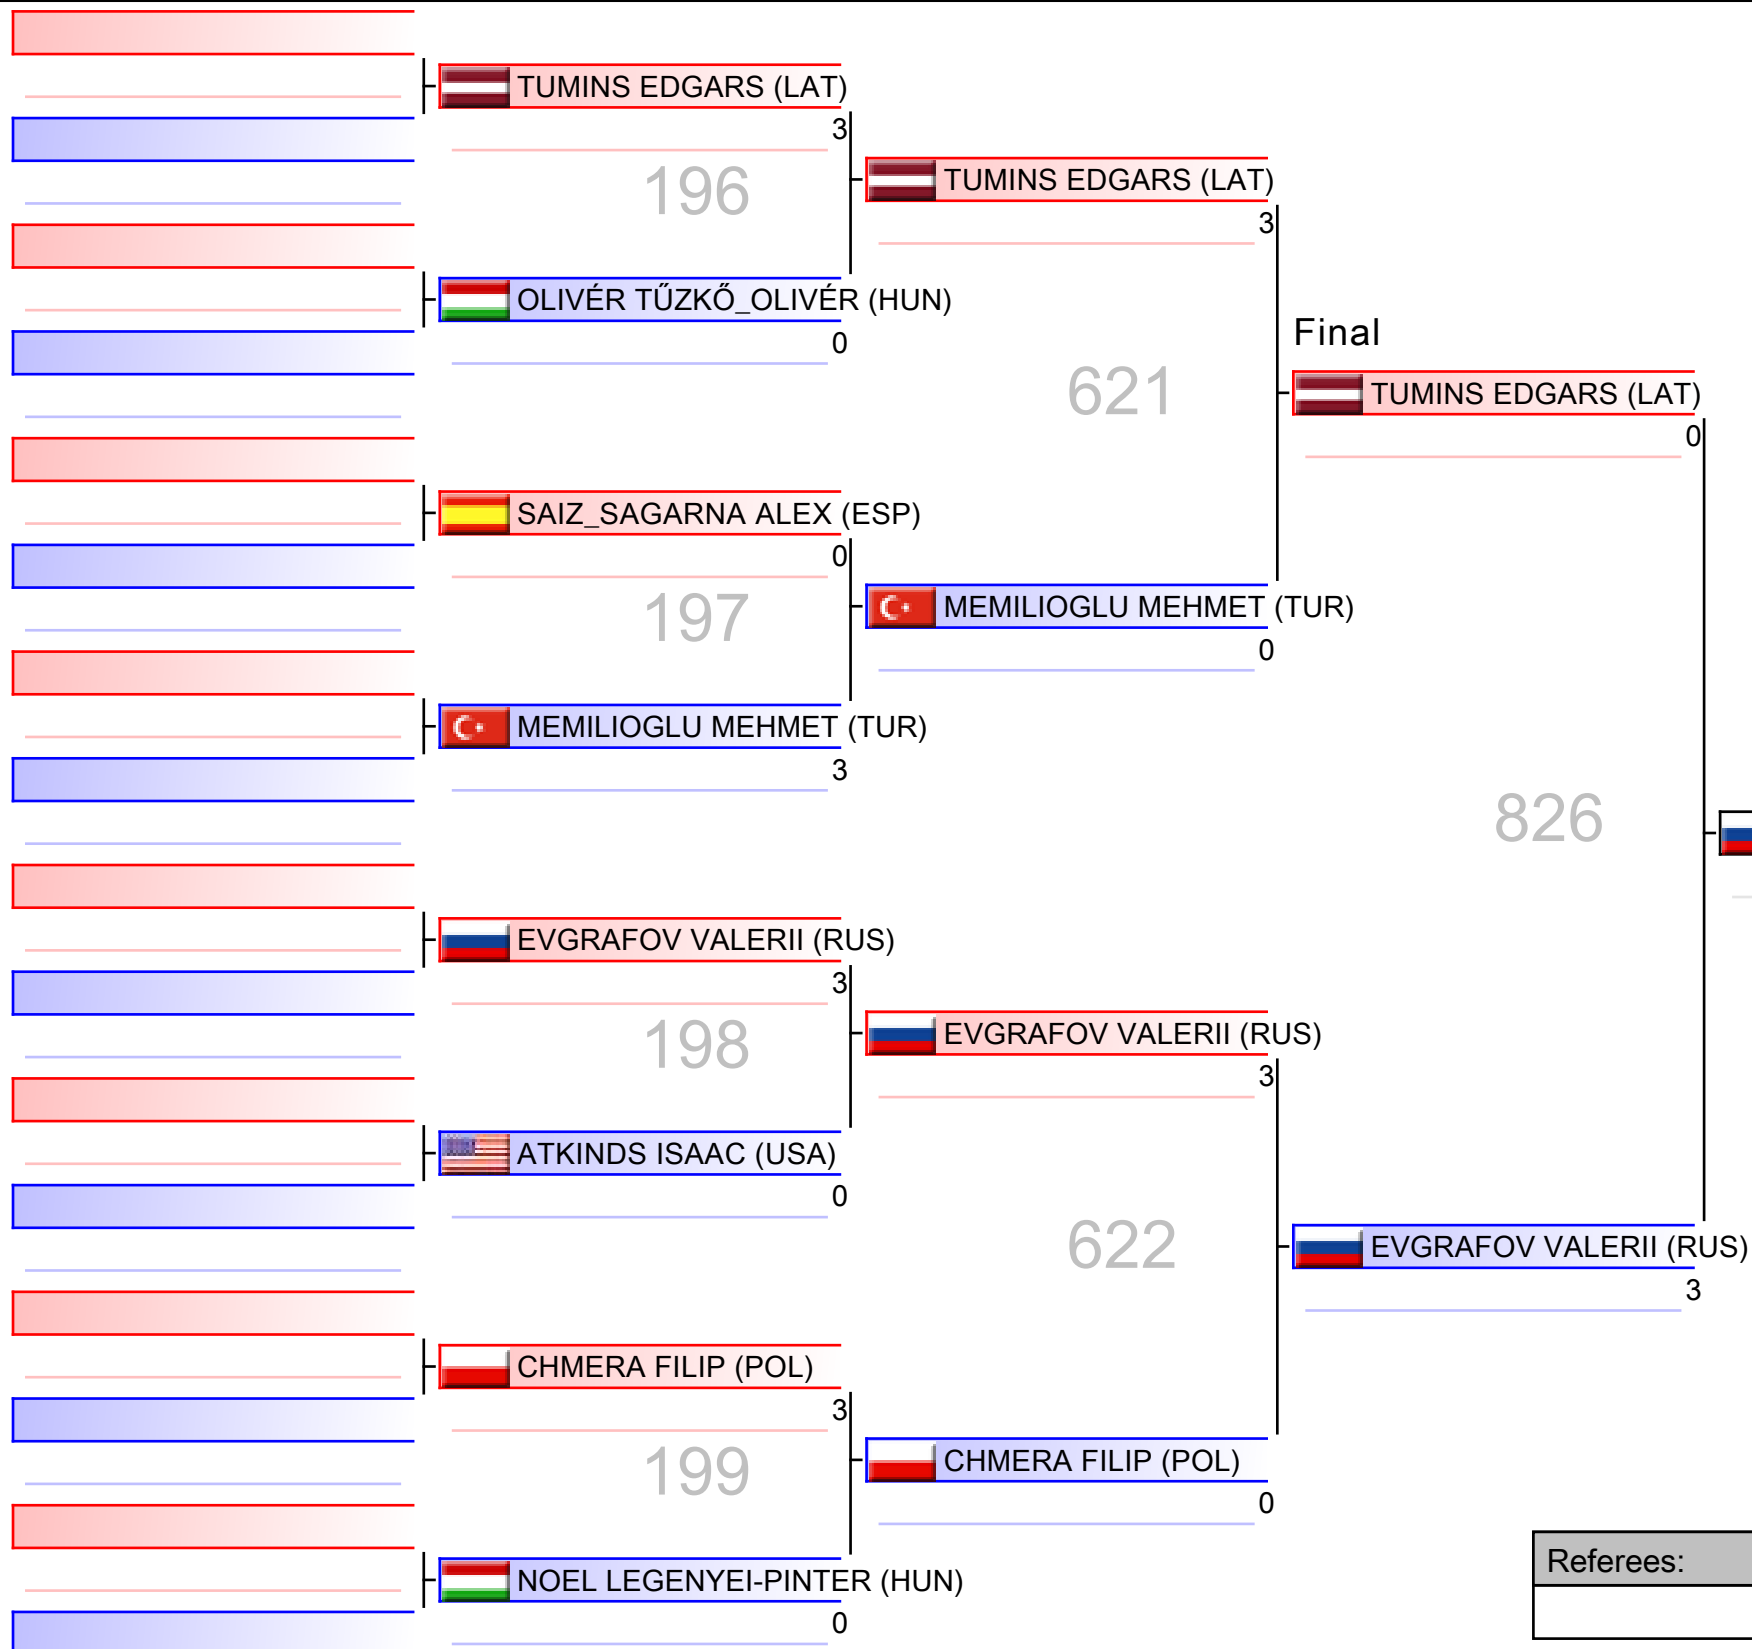 TUMINS EDGARS (LAT)
3
196
OLIVÉR TŰZKŐ_OLIVÉR (HUN)
0
SAIZ_SAGARNA ALEX (ESP)
0
197
MEMILIOGLU MEHMET (TUR)
3
EVGRAFOV VALERII (RUS)
3
198
ATKINDS ISAAC (USA)
0
CHMERA FILIP (POL)
3
199
NOEL LEGENYEI-PINTER (HUN)
0
TUMINS EDGARS (LAT)
3
621
MEMILIOGLU MEHMET (TUR)
0
EVGRAFOV VALERII (RUS)
3
622
CHMERA FILIP (POL)
0
Final
TUMINS EDGARS (LAT)
0
826
EVGRAFOV VALERII (RUS)
3
Referees: